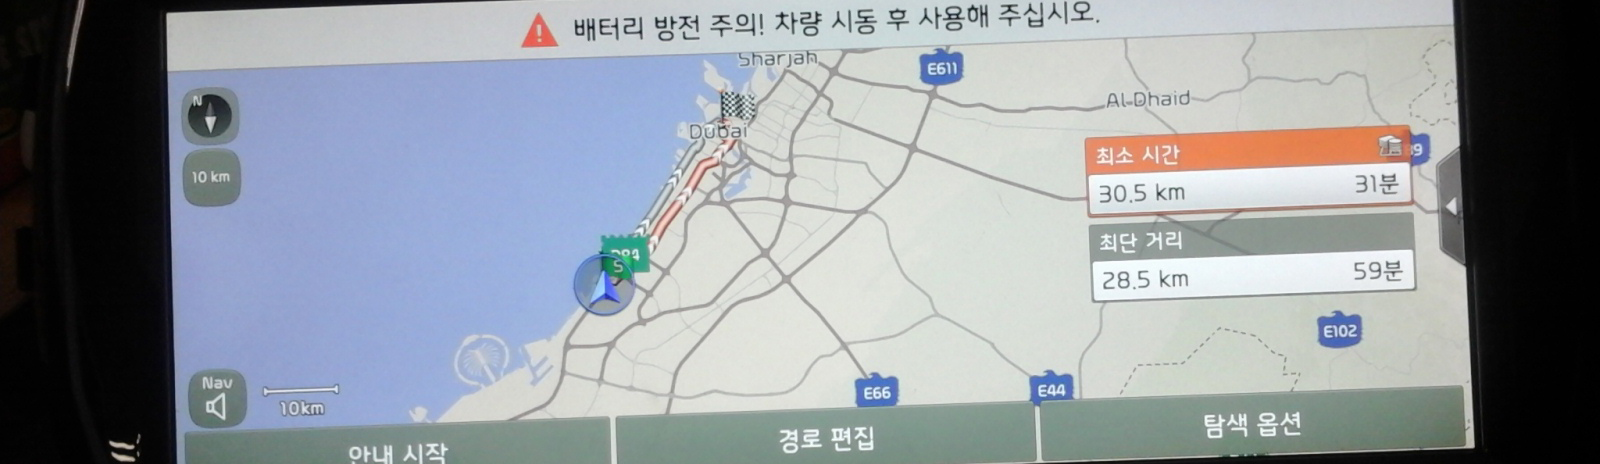 배터리 방전 주의! 차량 시동 후 사용해 주십시오.
Sharjah
E611
N
Al Dhaid
Dubai
최소 시간
10 km
30.5 km 31분
최단 거리
S
28.5 km 59분
E102
Nav
10km
E66
E44
안내 시작
경로 편집
탐색 옵션